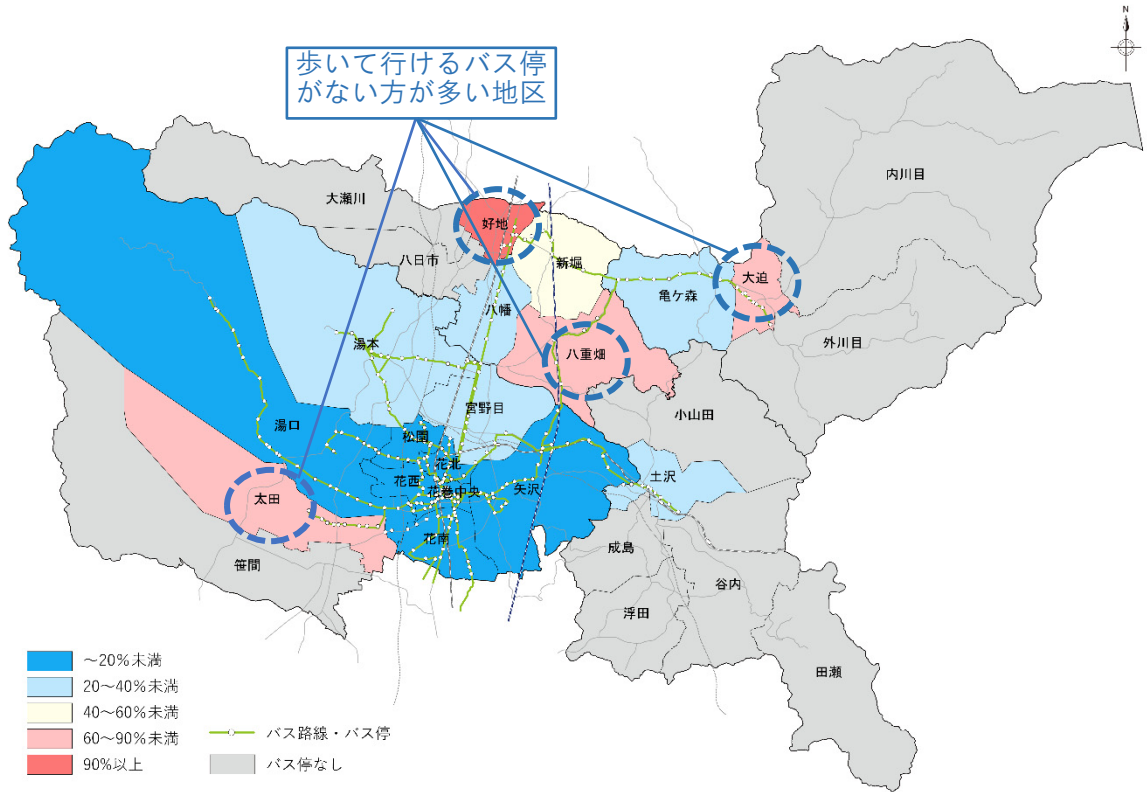 N
歩いて行けるバス停
がない方が多い地区
内川目
大瀬川
好地
八日市
新堀
大迫
亀ケ森
八幡
湯本
八重畑
外川目
宮野目
小山田
湯口
松園
花北
土沢
花西
花巻中央
矢沢
太田
花南
成島
笹間
谷内
浮田
田瀬
～20%未満
20～40%未満
40～60%未満
60～90%未満
90%以上
バス路線・バス停
バス停なし